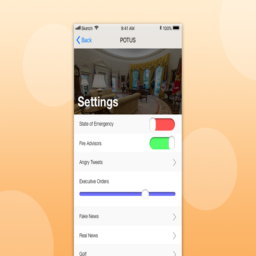 Sketch 9:41 AM 100%
Back POTUS
Settings
State of Emergency
Fire Advisors
Angry Tweets
Executive Orders
Fake News
Real News
Golf